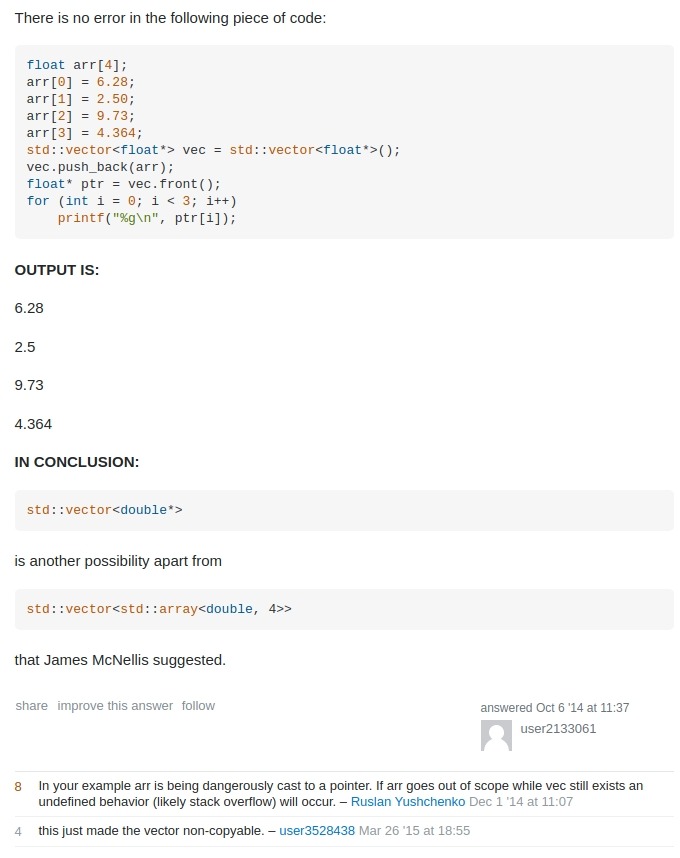 There is no error in the following piece of code:
float arr[4];
arr[0] = 6.28;
arr[1] = 2.50;
arr[2] = 9.73;
arr[3] = 4.364;
std::vector<float*> vec = std::vector<float*>();
vec.push_back(arr);
float* ptr = vec.front();
for (int i = 0; i < 3; i++)
    printf("%g\n", ptr[i]);
OUTPUT IS:
6.28
2.5
9.73
4.364
IN CONCLUSION:
std::vector<double*>
is another possibility apart from
std::vector<std::array<double, 4>>
that James McNellis suggested.
share improve this answer follow
answered Oct 6 '14 at 11:37
user2133061
8 In your example arr is being dangerously cast to a pointer. If arr goes out of scope while vec still exists an
undefined behavior (likely stack overflow) will occur. – Ruslan Yushchenko Dec 1 '14 at 11:07
4 this just made the vector non-copyable. – user3528438 Mar 26 '15 at 18:55